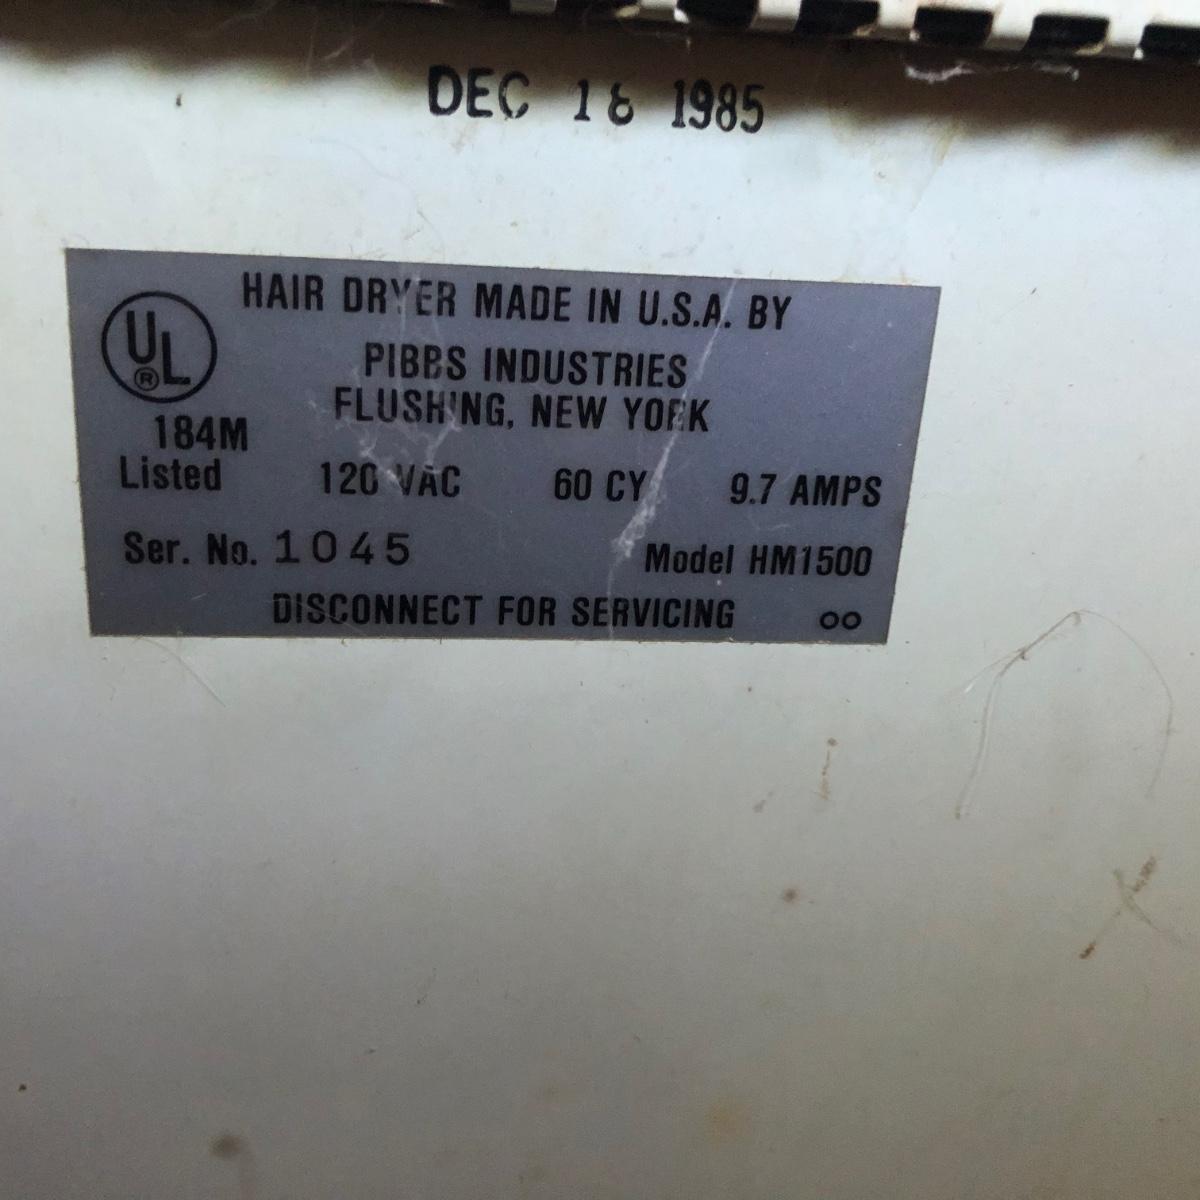 DEC 18 1985
HAIR DRYER MADE IN U.S.A. BY
PIBBS INDUSTRIES
FLUSHING, NEW YORK
UL
®
184M
Listed 120 VAC 60 CY 9.7 AMPS
Ser. No. 1045 Model HM1500
DISCONNECT FOR SERVICING oo